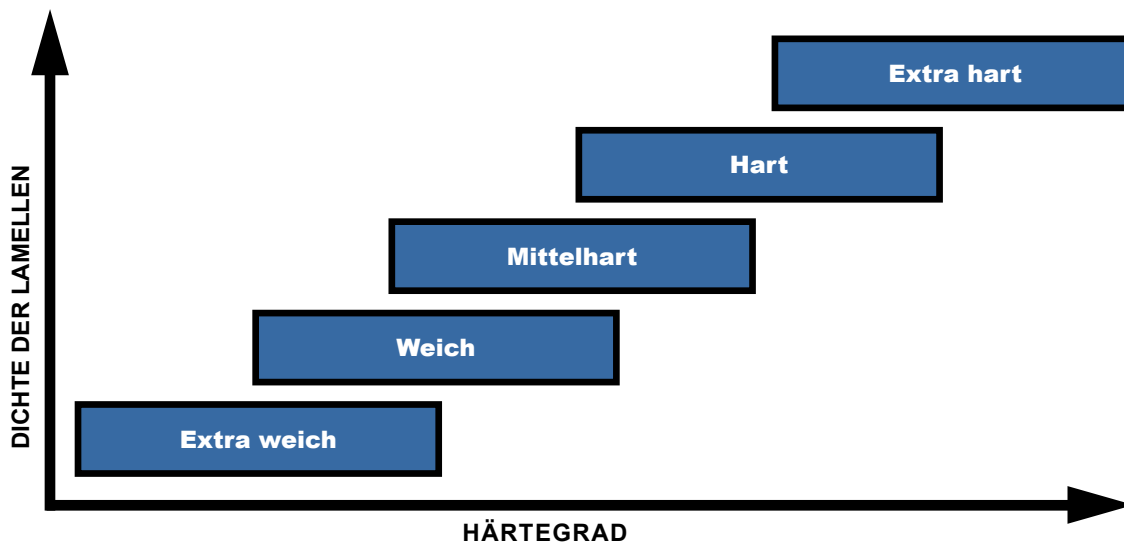 Extra hart
Hart
Mittelhart
Weich
Extra weich
DICHTE DER LAMELLEN
HÄRTEGRAD